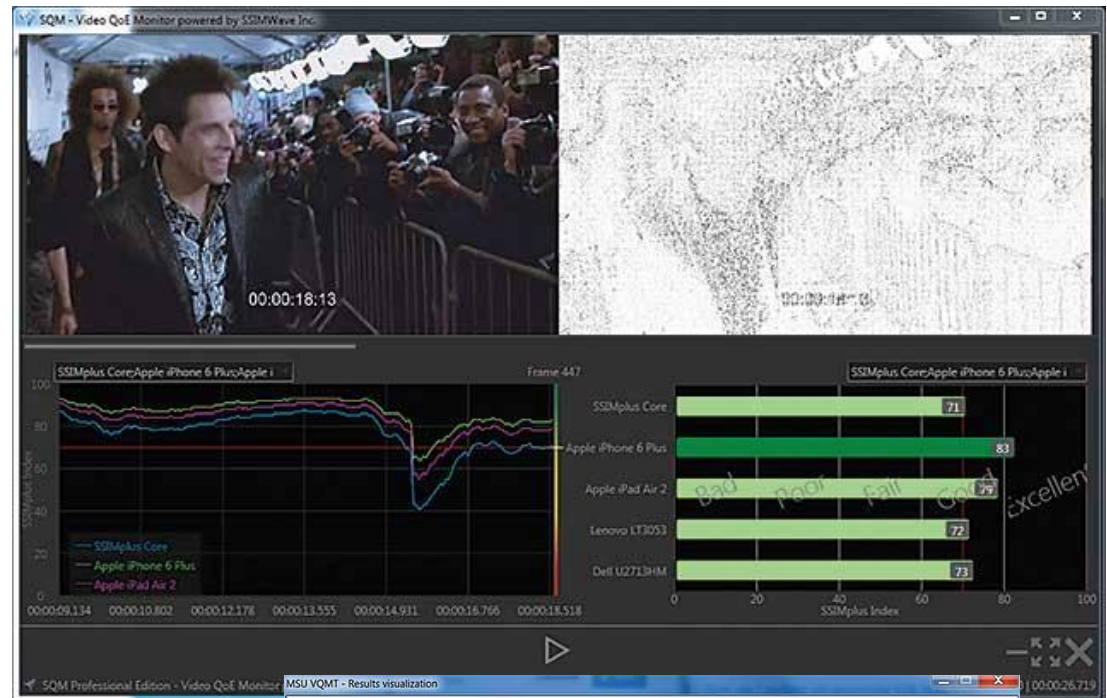 SQM - Video QoE Monitor powered by SSIMWave Inc.
00:00:18:13
SSIMplus Core;Apple iPhone 6 Plus;Apple i
Frame 447
SSIMplus Core;Apple iPhone 6 Plus;Apple i
100
80
60
40
20
0
SSIMplus Index
SSIMplus Core
Apple iPhone 6 Plus
Apple iPad Air 2
00:00:09.134 00:00:10.802 00:00:12.178 00:00:13.555 00:00:14.931 00:00:16.766 00:00:18.518
SSIMplus Core 71
Apple iPhone 6 Plus 83
Apple iPad Air 2 79
Lenovo LT3053 72
Dell U2713HM 73
Bad Poor Fair Good Excellen
0 20 40 60 80 100
SSIMplus Index
SQM Professional Edition - Video QoE Monitor
MSU VQMT - Results visualization
00:00:26.719